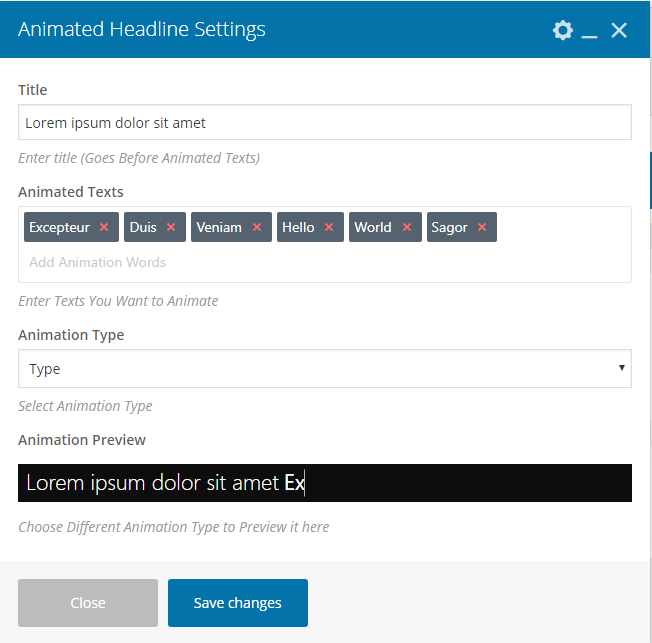 Animated Headline Settings
Title
Lorem ipsum dolor sit amet
Enter title (Goes Before Animated Texts)
Animated Texts
Excepteur × Duis × Veniam × Hello × World × Sagor ×
Add Animation Words
Enter Texts You Want to Animate
Animation Type
Type
Select Animation Type
Animation Preview
Lorem ipsum dolor sit amet Ex
Choose Different Animation Type to Preview it here
Close Save changes